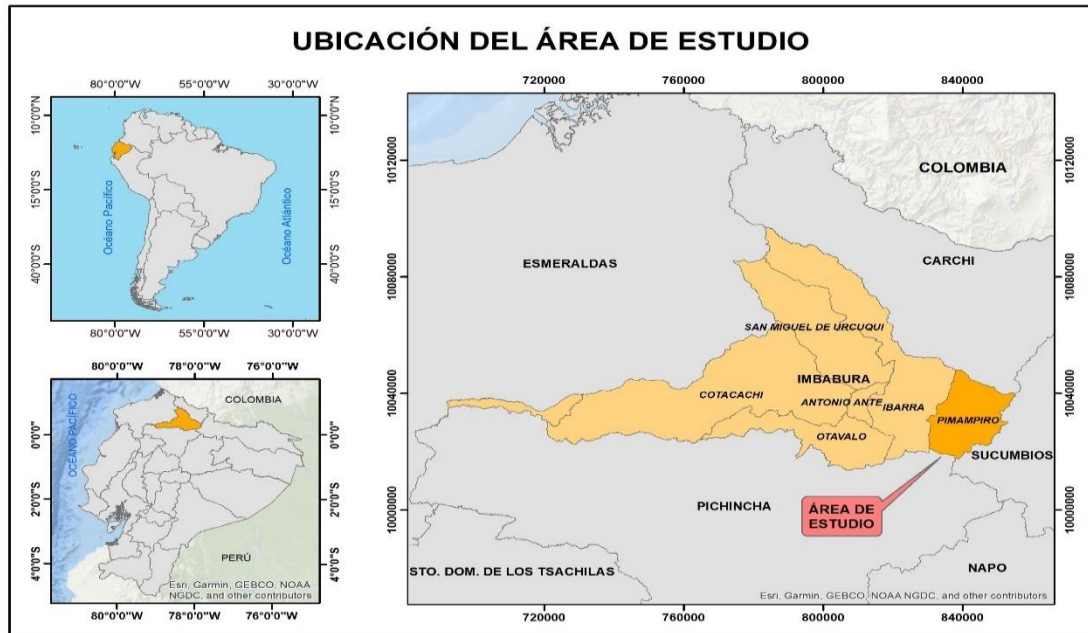 UBICACIÓN DEL ÁREA DE ESTUDIO
80°0'0"W 55°0'0"W 30°0'0"W
10°0'0"N
15°0'0"S
40°0'0"S
10°0'0"N
15°0'0"S
40°0'0"S
Océano Pacífico
Océano Atlántico
80°0'0"W 55°0'0"W 30°0'0"W
80°0'0"W 78°0'0"W 76°0'0"W
0°0'0"
2°0'0"S
4°0'0"S
0°0'0"
2°0'0"S
4°0'0"S
OCÉANO PACÍFICO
COLOMBIA
PERÚ
Esri, Garmin, GEBCO, NOAA
NGDC, and other contributors
80°0'0"W 78°0'0"W 76°0'0"W
720000 760000 800000 840000
10120000
10080000
10040000
10000000
10120000
10080000
10040000
10000000
COLOMBIA
ESMERALDAS
CARCHI
SAN MIGUEL DE URCUQUI
IMBABURA
COTACACHI
ANTONIO ANTE
IBARRA
PIMAMPIRO
OTAVALO
SUCUMBIOS
PICHINCHA
ÁREA DE
ESTUDIO
STO. DOM. DE LOS TSACHILAS
NAPO
Esri, Garmin, GEBCO, NOAA NGDC, and other contributors
720000 760000 800000 840000